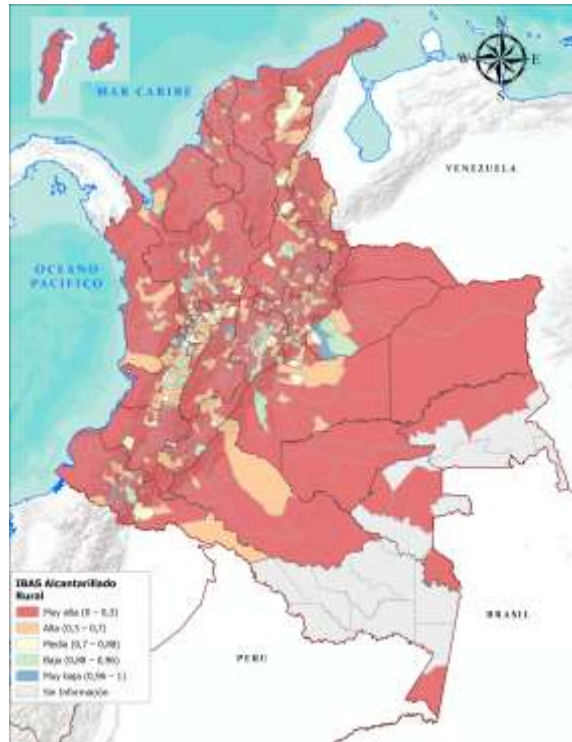 N
W
E
S
MAR CARIBE
VENEZUELA
OCEANO
PACIFICO
BRASIL
PERU
IBAS Alcantarillado
Rural
Muy alta (0 - 0,3)
Alta (0,3 - 0,7)
Media (0,7 - 0,88)
Baja (0,88 - 0,96)
Muy baja (0,96 - 1)
Sin Información